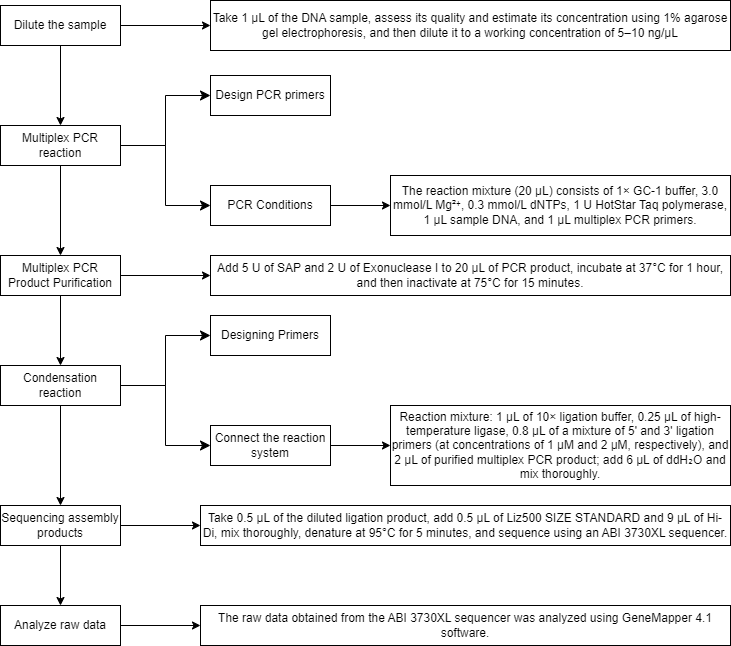 Dilute the sample
Take 1 µL of the DNA sample, assess its quality and estimate its concentration using 1% agarose
gel electrophoresis, and then dilute it to a working concentration of 5–10 ng/µL
Design PCR primers
Multiplex PCR
reaction
PCR Conditions
The reaction mixture (20 µL) consists of 1× GC-1 buffer, 3.0
mmol/L Mg²⁺, 0.3 mmol/L dNTPs, 1 U HotStar Taq polymerase,
1 µL sample DNA, and 1 µL multiplex PCR primers.
Multiplex PCR
Product Purification
Add 5 U of SAP and 2 U of Exonuclease I to 20 µL of PCR product, incubate at 37°C for 1 hour,
and then inactivate at 75°C for 15 minutes.
Designing Primers
Condensation
reaction
Connect the reaction
system
Reaction mixture: 1 µL of 10× ligation buffer, 0.25 µL of high-
temperature ligase, 0.8 µL of a mixture of 5' and 3' ligation
primers (at concentrations of 1 µM and 2 µM, respectively), and
2 µL of purified multiplex PCR product; add 6 µL of ddH₂O and
mix thoroughly.
Sequencing assembly
products
Take 0.5 µL of the diluted ligation product, add 0.5 µL of Liz500 SIZE STANDARD and 9 µL of Hi-
Di, mix thoroughly, denature at 95°C for 5 minutes, and sequence using an ABI 3730XL sequencer.
Analyze raw data
The raw data obtained from the ABI 3730XL sequencer was analyzed using GeneMapper 4.1
software.